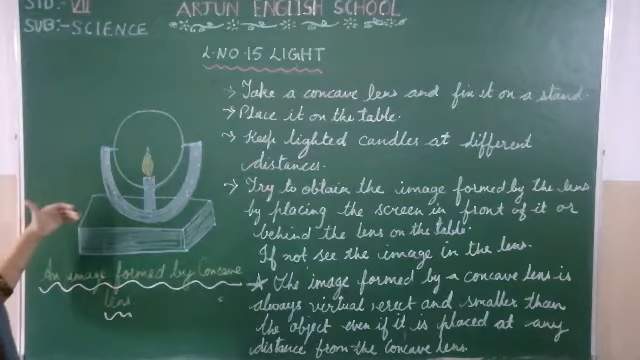 STD:- VII
ARJUN ENGLISH SCHOOL
SUB:- SCIENCE
L.NO.15 LIGHT
→ Take a concave lens and fix it on a stand.
→ Place it on the table.
→ Keep lighted candles at different
distances.
→ Try to obtain the image formed by the lens
by placing the screen in front of it or
behind the lens on the table.
If not see the image in the lens.
An image formed by Concave
lens
★ The image formed by a concave lens is
always virtual, erect and smaller than
the object even if it is placed at any
distance from the concave lens.